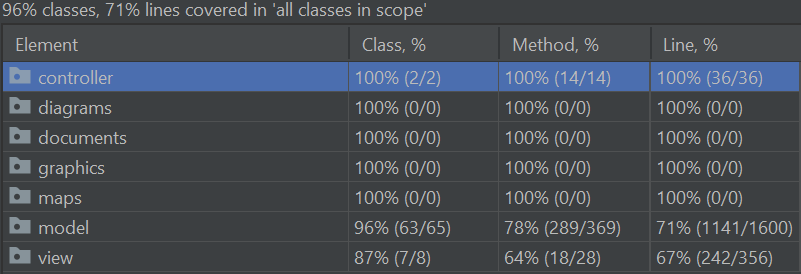 96% classes, 71% lines covered in 'all classes in scope'
Element Class, % Method, % Line, %
controller 100% (2/2) 100% (14/14) 100% (36/36)
diagrams 100% (0/0) 100% (0/0) 100% (0/0)
documents 100% (0/0) 100% (0/0) 100% (0/0)
graphics 100% (0/0) 100% (0/0) 100% (0/0)
maps 100% (0/0) 100% (0/0) 100% (0/0)
model 96% (63/65) 78% (289/369) 71% (1141/1600)
view 87% (7/8) 64% (18/28) 67% (242/356)